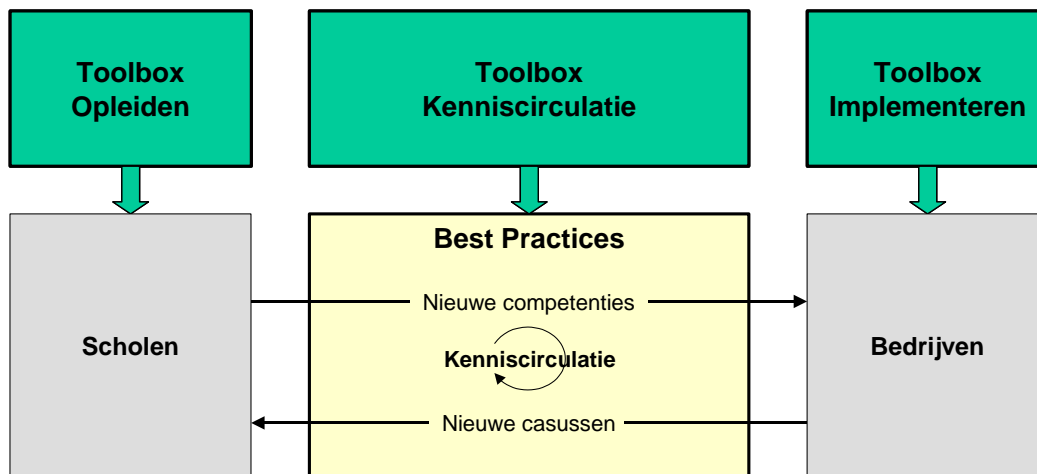 Toolbox
Opleiden
Toolbox
Kenniscirculatie
Toolbox
Implementeren
Best Practices
Nieuwe competenties
Scholen
Kenniscirculatie
Bedrijven
Nieuwe casussen